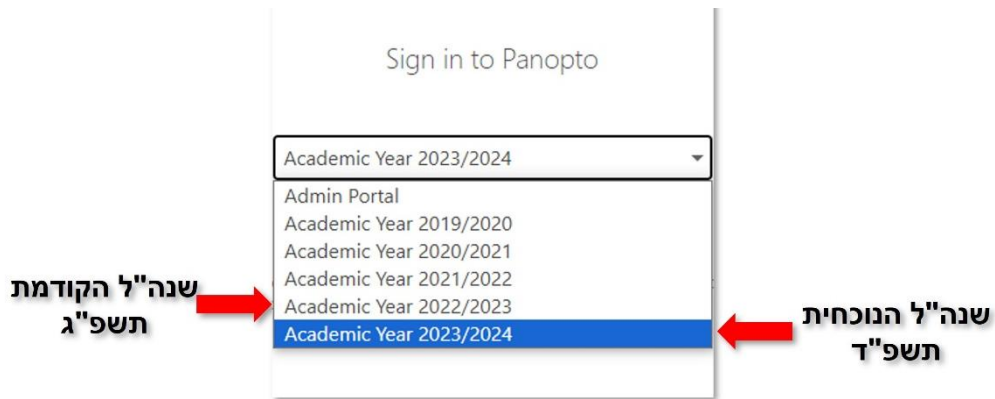 Sign in to Panopto
Academic Year 2023/2024
Admin Portal
Academic Year 2019/2020
Academic Year 2020/2021
Academic Year 2021/2022
Academic Year 2022/2023
Academic Year 2023/2024
שנה"ל הקודמת
תשפ"ג
שנה"ל הנוכחית
תשפ"ד